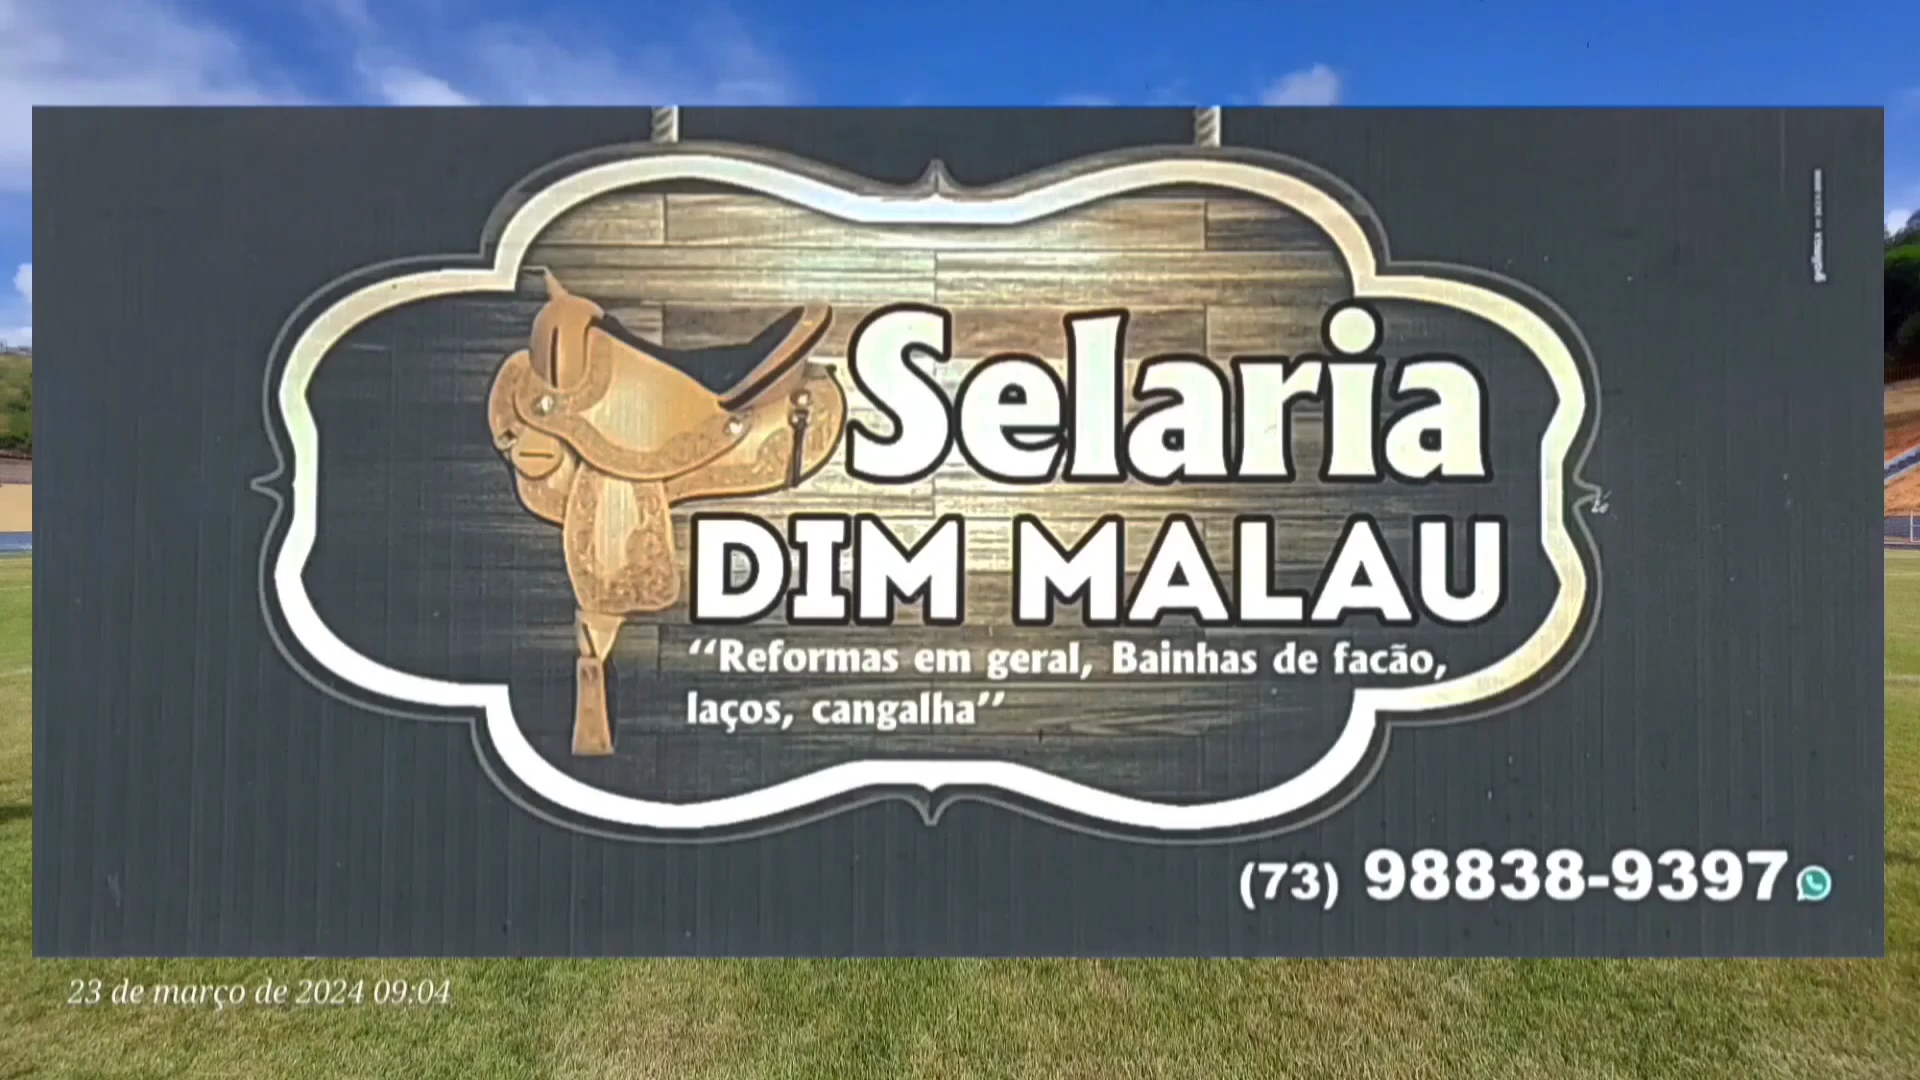 Selaria
DIM MALAU
“Reformas em geral, Bainhas de facão,
laços, cangalha”
(73) 98838-9397
23 de março de 2024 09:04